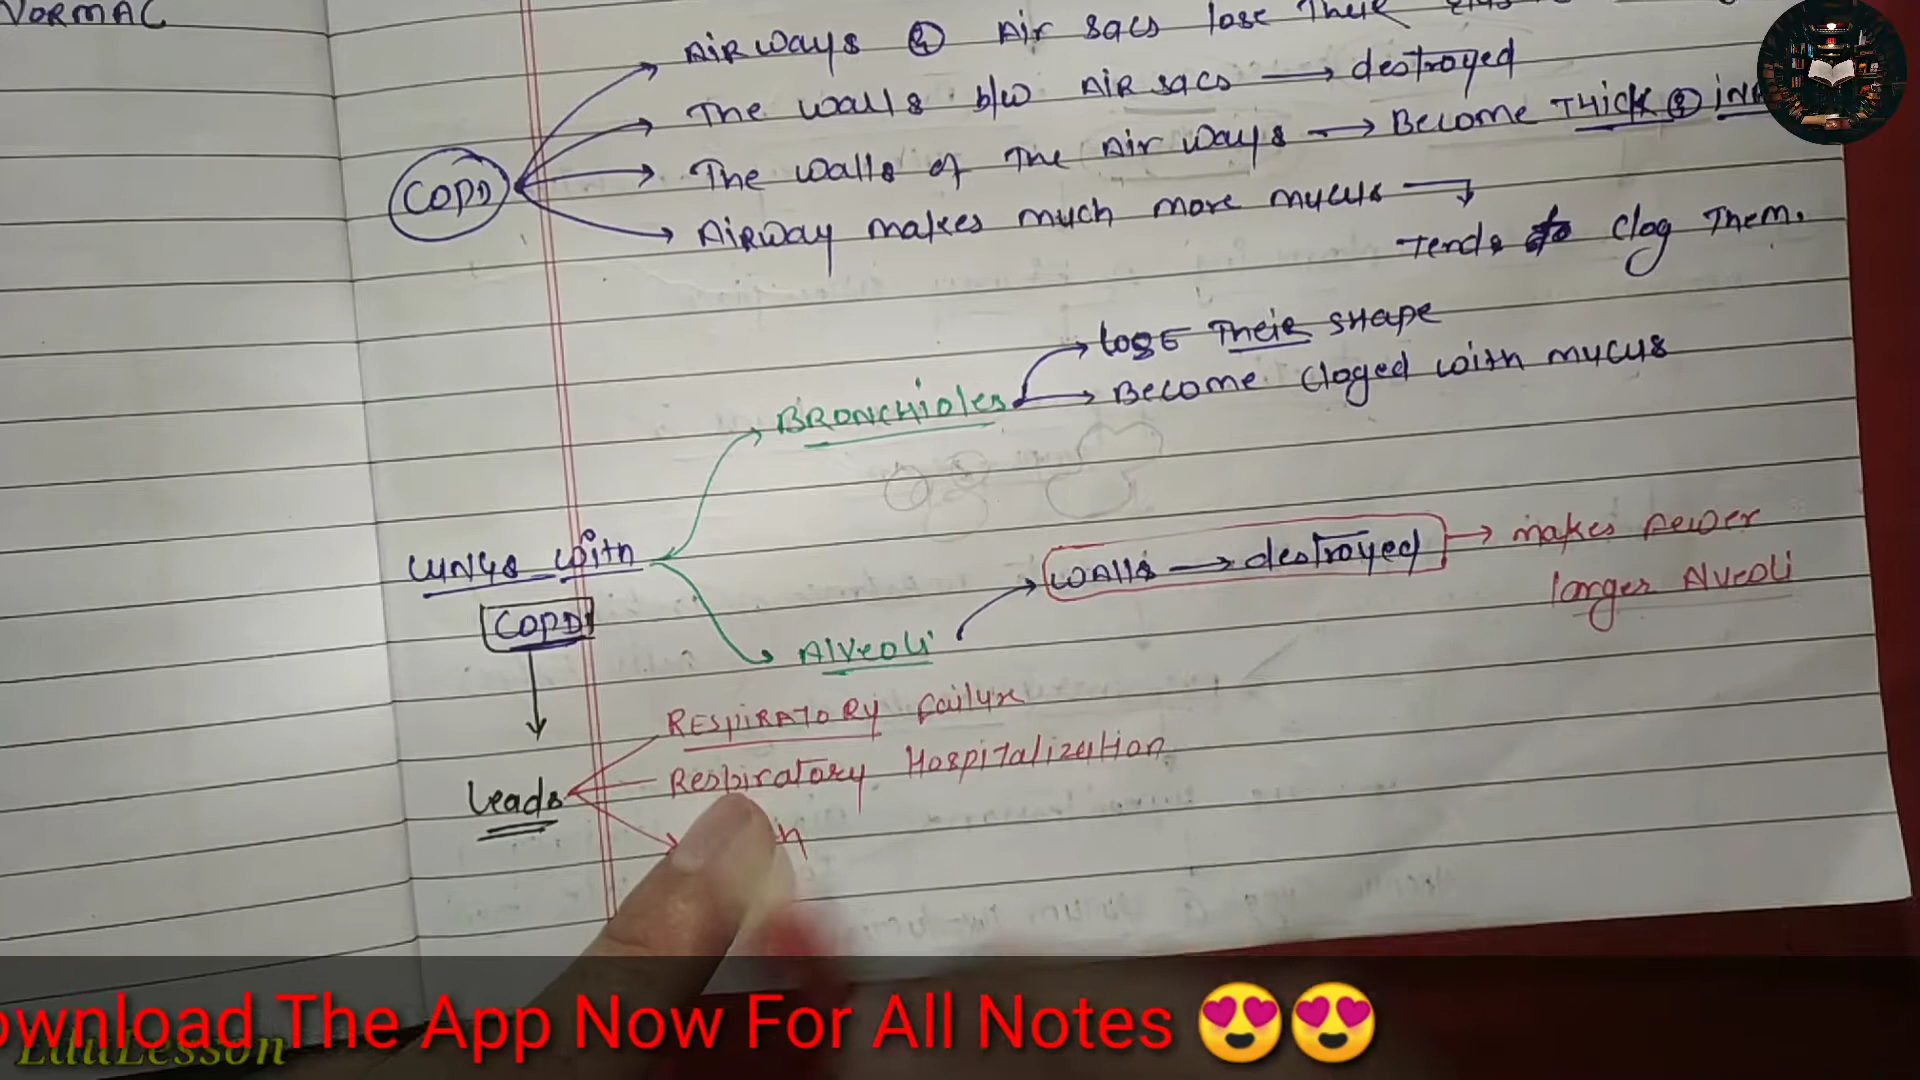 NORMAL
Airways & Air sacs lose Their
The walls b/w Air sacs → destroyed
The walls of The Air ways → Become THick &
AiRway makes much more mucus →
Tends to Clog Them.
COPD
lose Their SHape
Become Cloged with mucus
BRONCHioles
LUNGS with
COPD
WAlls → destroyed → makes fewer
larger Alveoli
Alveoli
RESPIRATORY failure
Respiratory Hospitalization
leads
ownload The App Now For All Notes 😍😍
EduLesson